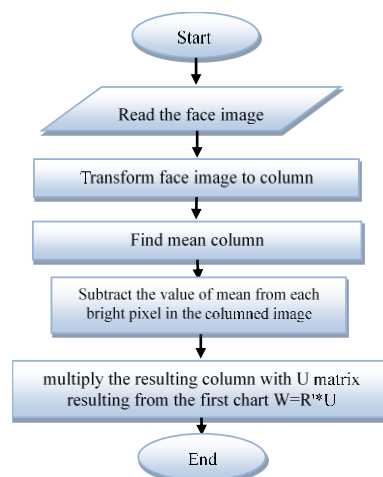 Start
Read the face image
Transform face image to column
Find mean column
Subtract the value of mean from each
bright pixel in the columned image
multiply the resulting column with U matrix
resulting from the first chart W=R'*U
End